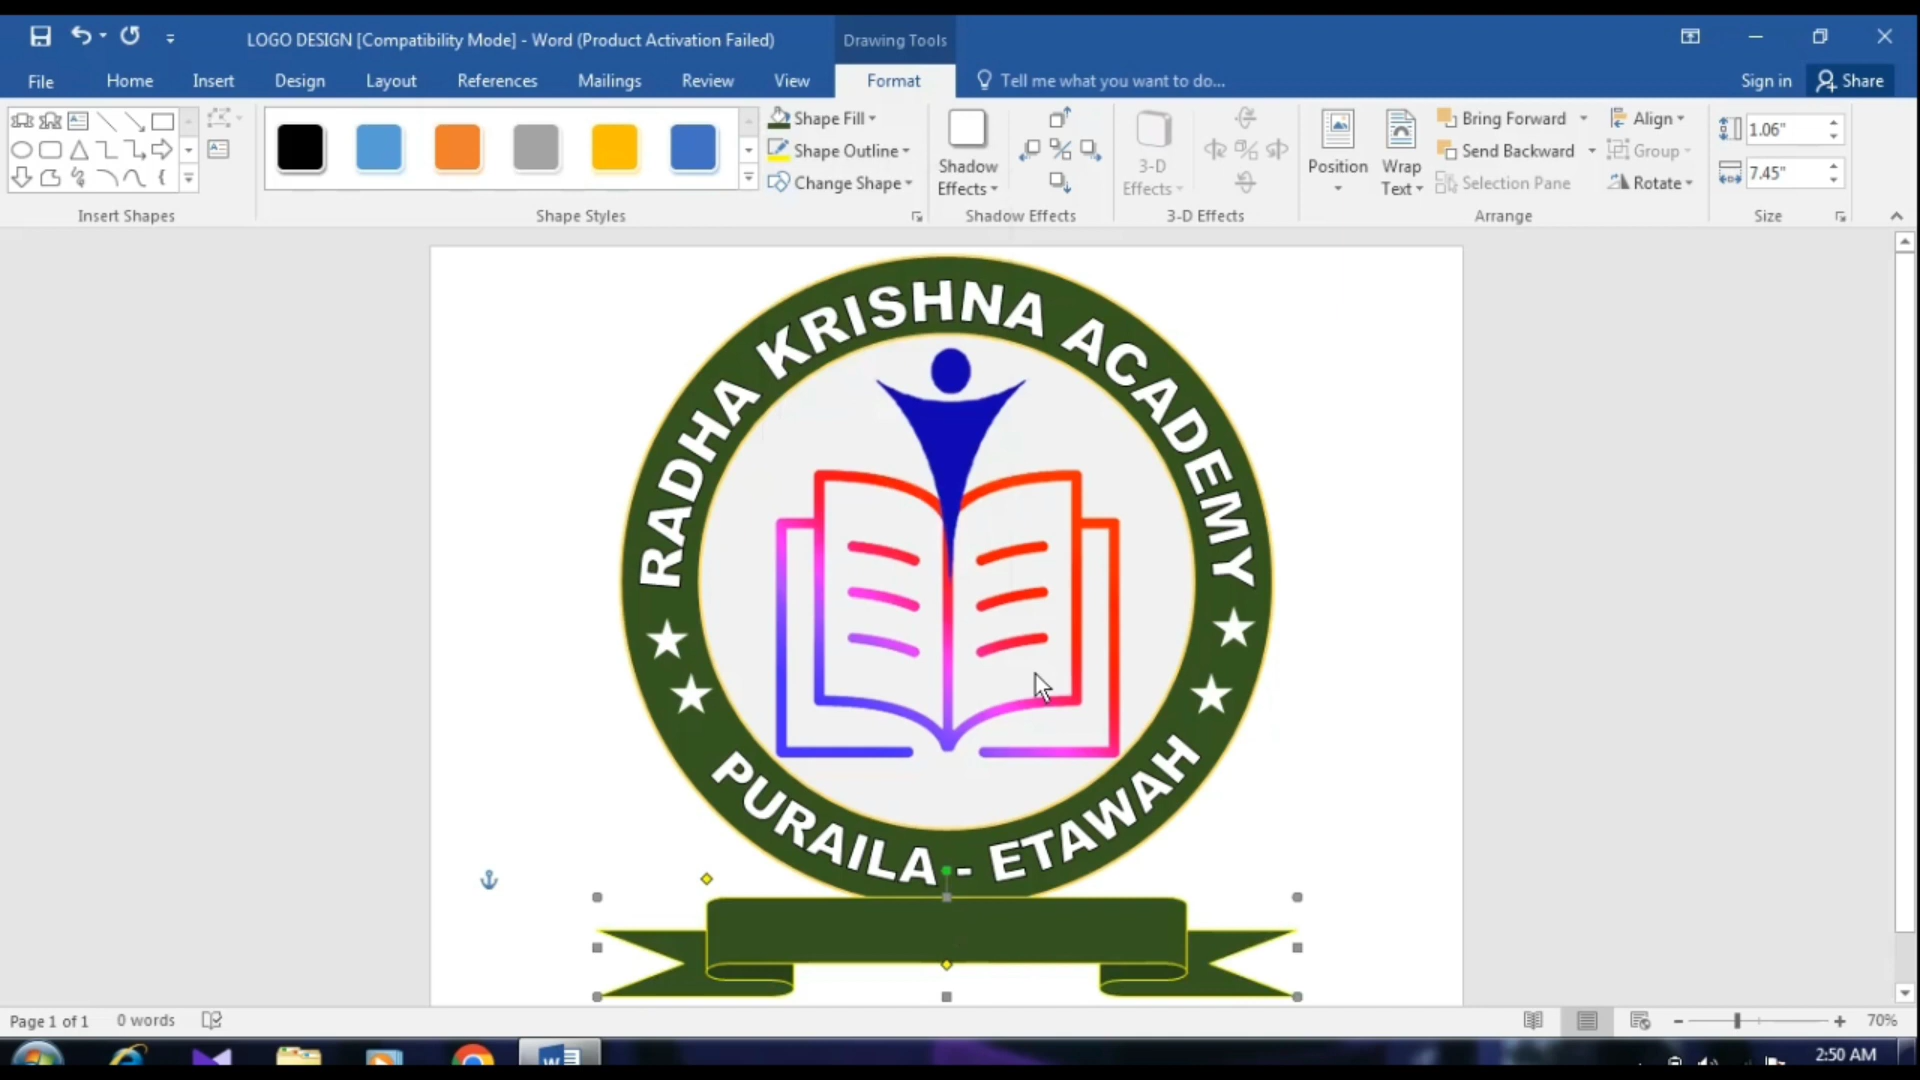 LOGO DESIGN [Compatibility Mode] - Word (Product Activation Failed)
Drawing Tools
File
Home
Insert
Design
Layout
References
Mailings
Review
View
Format
Tell me what you want to do...
Sign in
Share
Shape Fill
Shape Outline
Change Shape
Shadow
Effects
3-D
Effects
Position
Wrap
Text
Bring Forward
Send Backward
Selection Pane
Align
Group
Rotate
1.06"
7.45"
Insert Shapes
Shape Styles
Shadow Effects
3-D Effects
Arrange
Size
RADHA KRISHNA ACADEMY
PURAILA - ETAWAH
Page 1 of 1
0 words
70%
2:50 AM